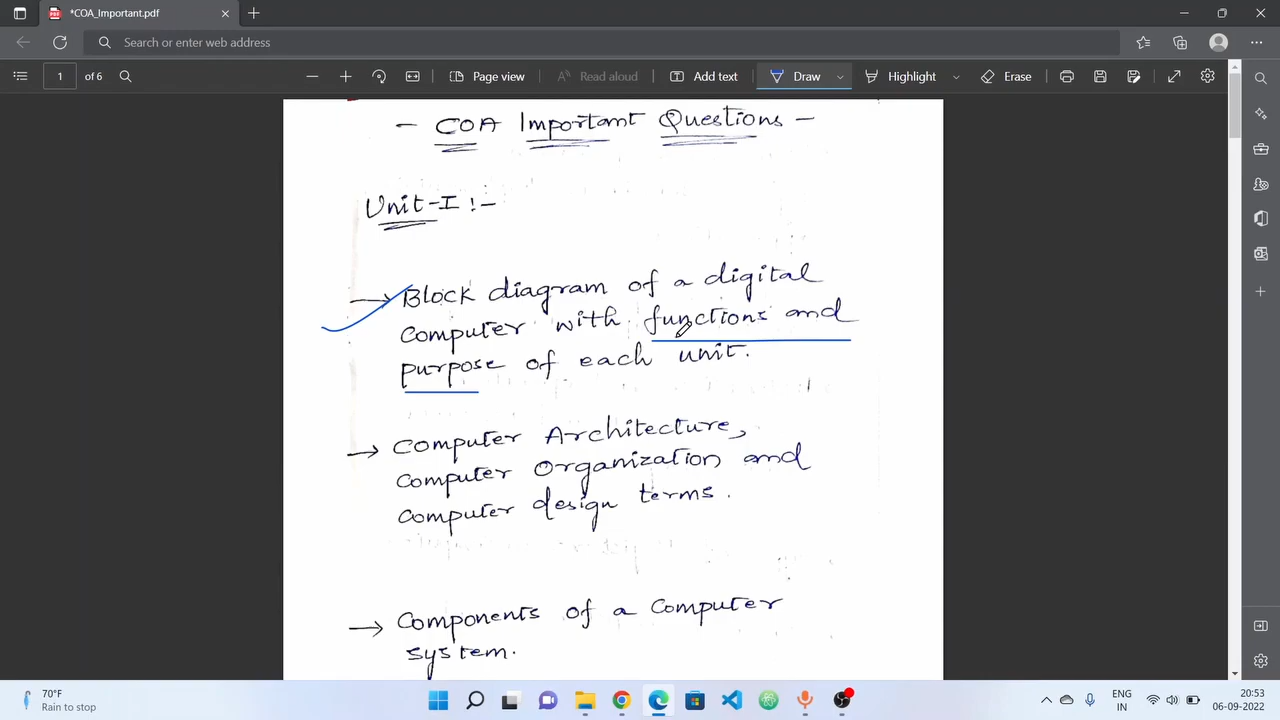 *COA_Important.pdf
Search or enter web address
1 of 6
Page view
Read aloud
Add text
Draw
Highlight
Erase
- COA Important Questions -
Unit-I :-
→ Block diagram of a digital
computer with functions and
purpose of each unit.
→ Computer Architecture,
Computer Organization and
Computer design terms.
→ Components of a Computer
system.
70°F
Rain to stop
ENG
IN
20:53
06-09-2022